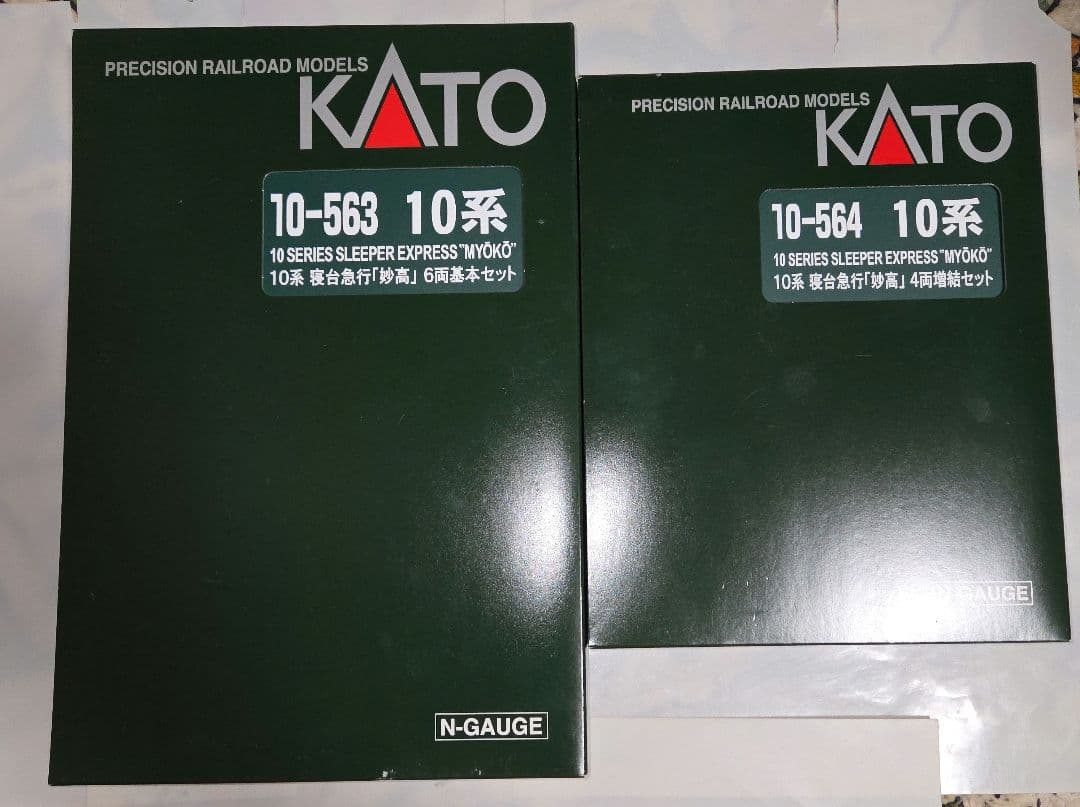 PRECISION RAILROAD MODELS
KATO
10-563 10系
10 SERIES SLEEPER EXPRESS "MYŌKŌ"
10系 寝台急行「妙高」 6両基本セット
N-GAUGE
PRECISION RAILROAD MODELS
KATO
10-564 10系
10 SERIES SLEEPER EXPRESS "MYŌKŌ"
10系 寝台急行「妙高」 4両増結セット
GAUGE